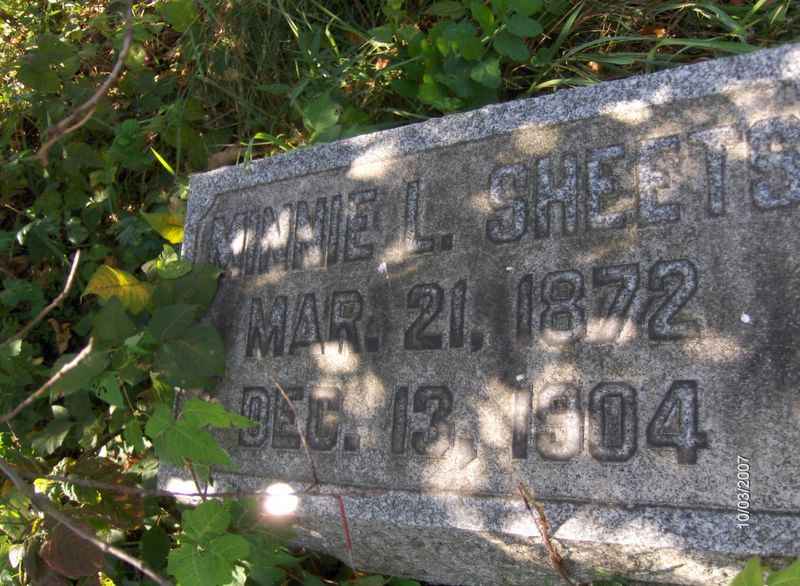 MINNIE L. SHEETS
MAR. 21, 1872
DEC. 13, 1904
10/03/2007